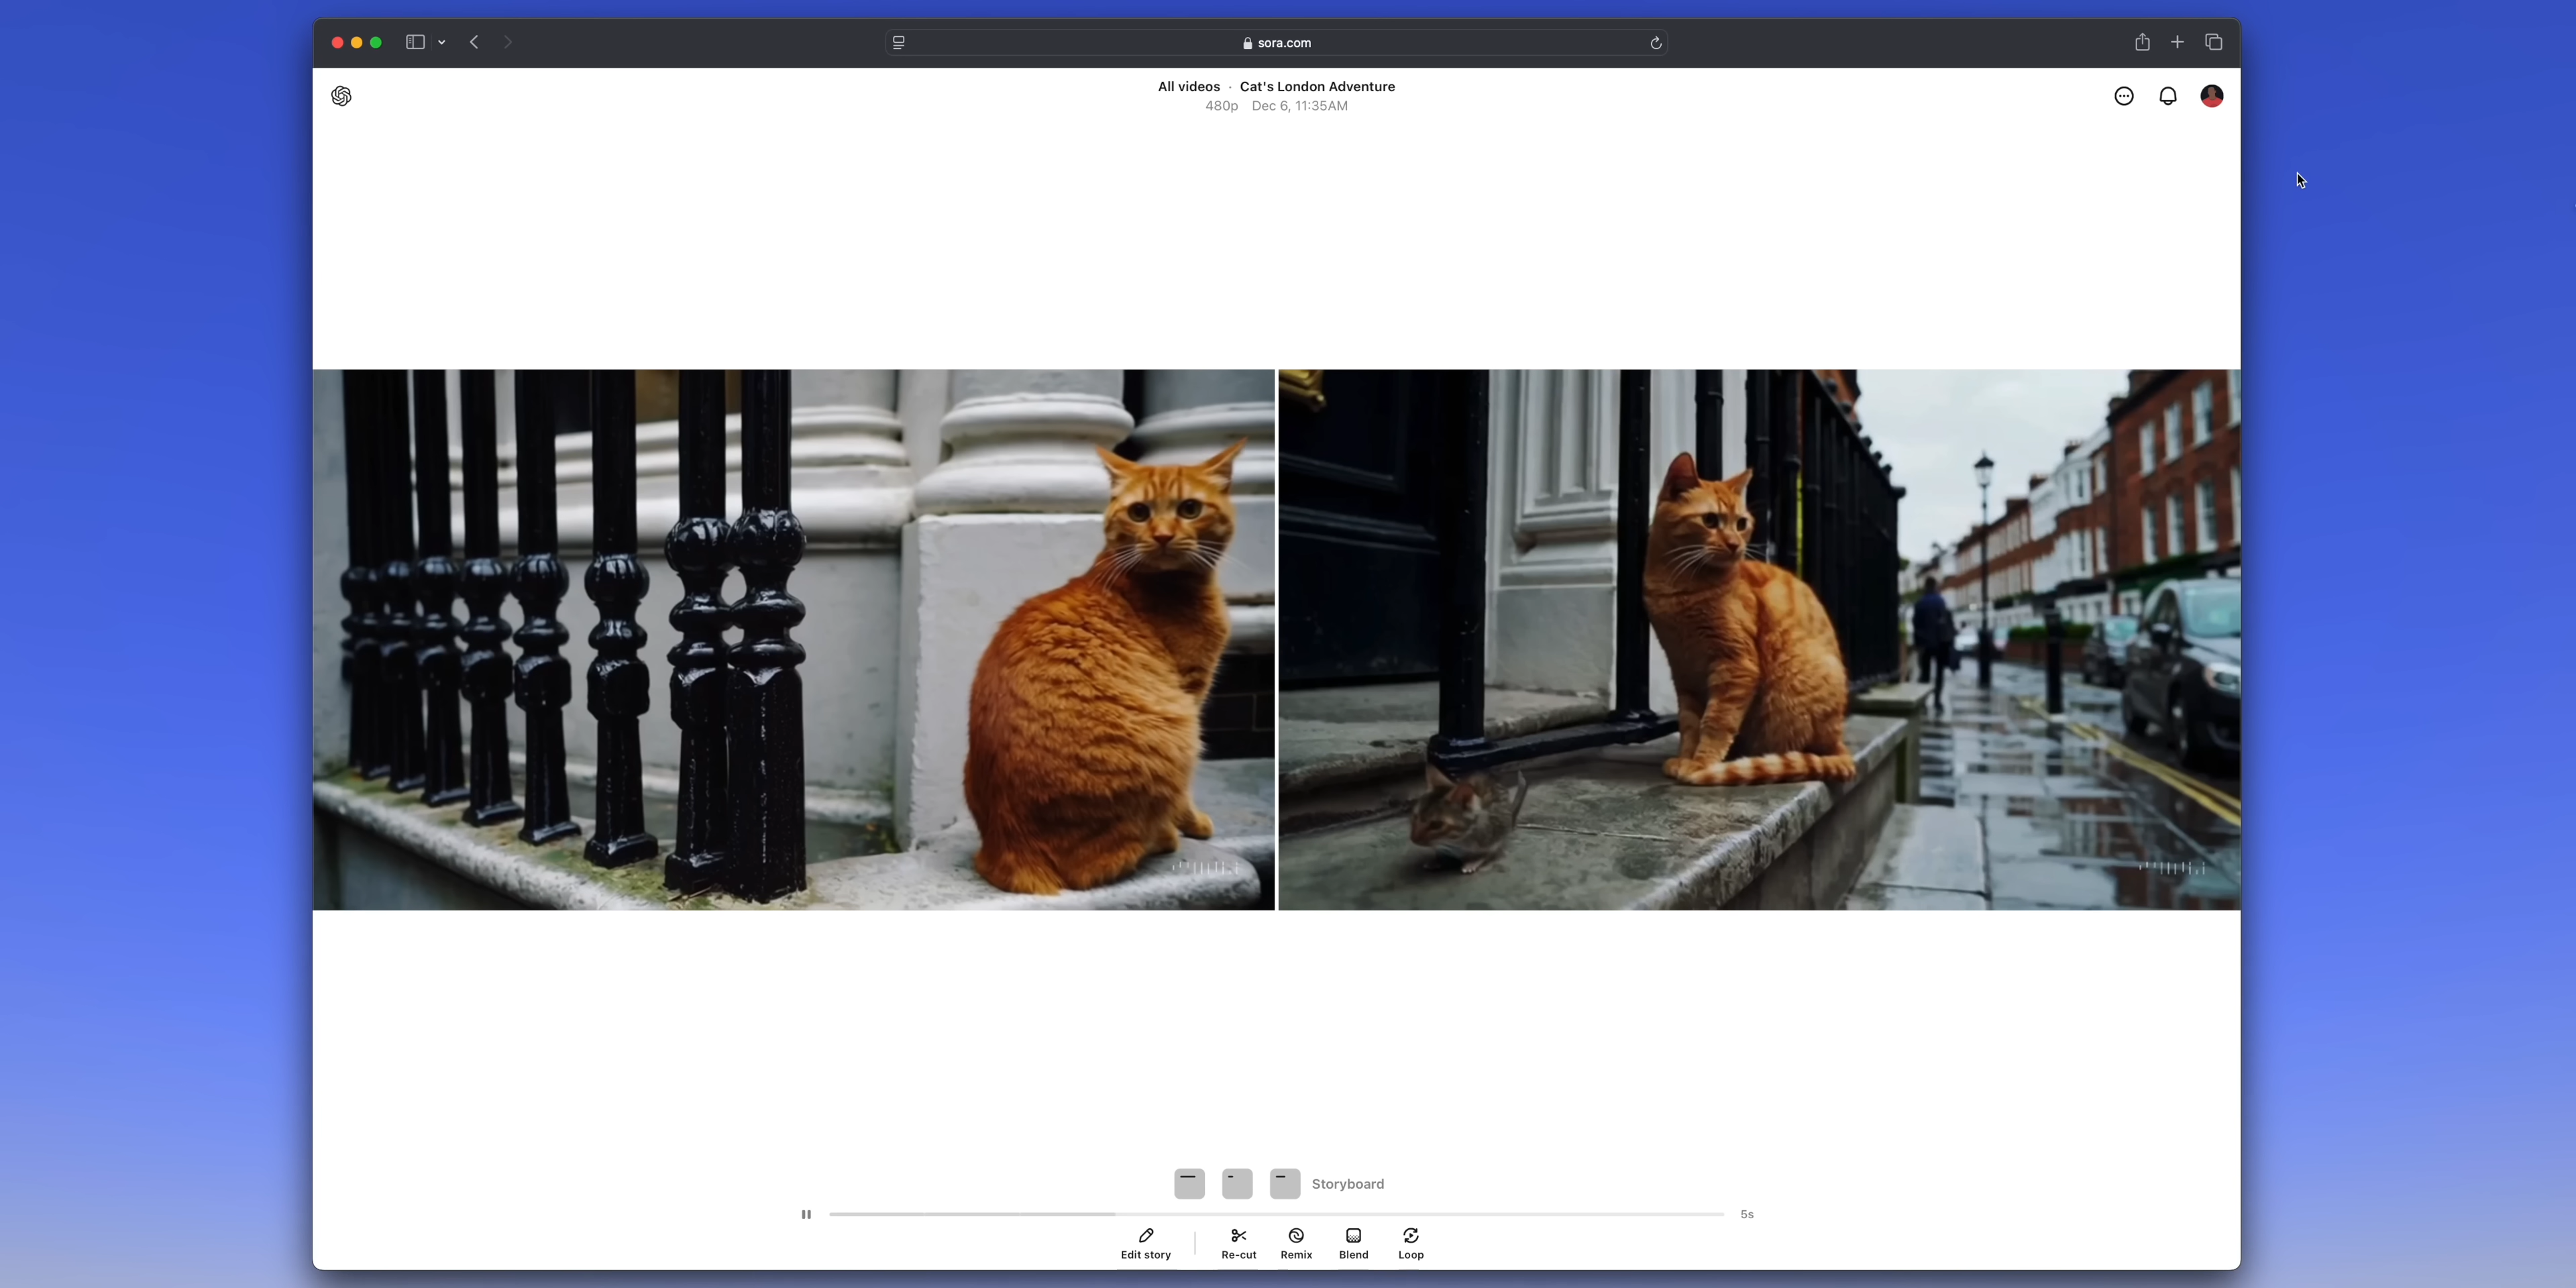 sora.com
All videos · Cat's London Adventure
480p Dec 6, 11:35AM
Storyboard
5s
Edit story
Re-cut
Remix
Blend
Loop